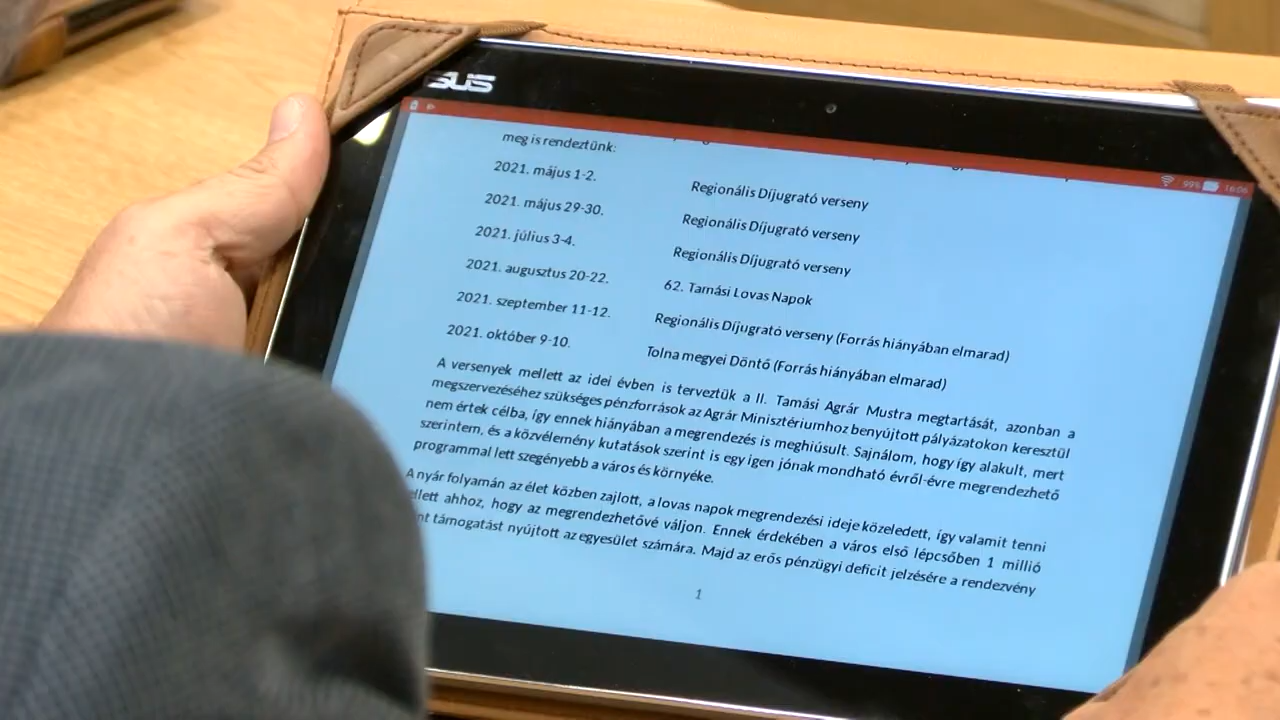 SUS
99% 16:06
meg is rendeztünk:
2021. május 1-2. Regionális Díjugrató verseny
2021. május 29-30. Regionális Díjugrató verseny
2021. július 3-4. Regionális Díjugrató verseny
2021. augusztus 20-22. 62. Tamási Lovas Napok
2021. szeptember 11-12. Regionális Díjugrató verseny (Forrás hiányában elmarad)
2021. október 9-10. Tolna megyei Döntő (Forrás hiányában elmarad)
A versenyek mellett az idei évben is terveztük a II. Tamási Agrár Mustra megtartását, azonban a
megszervezéséhez szükséges pénzforrások az Agrár Minisztériumhoz benyújtott pályázatokon keresztül
nem értek célba, így ennek hiányában a megrendezés is meghiúsult. Sajnálom, hogy így alakult, mert
szerintem, és a közvélemény kutatások szerint is egy igen jónak mondható évről-évre megrendezhető
programmal lett szegényebb a város és környéke.
A nyár folyamán az élet közben zajlott, a lovas napok megrendezési ideje közeledett, így valamit tenni
ellett ahhoz, hogy az megrendezhetővé váljon. Ennek érdekében a város első lépcsőben 1 millió
nt támogatást nyújtott az egyesület számára. Majd az erős pénzügyi deficit jelzésére a rendezvény
1